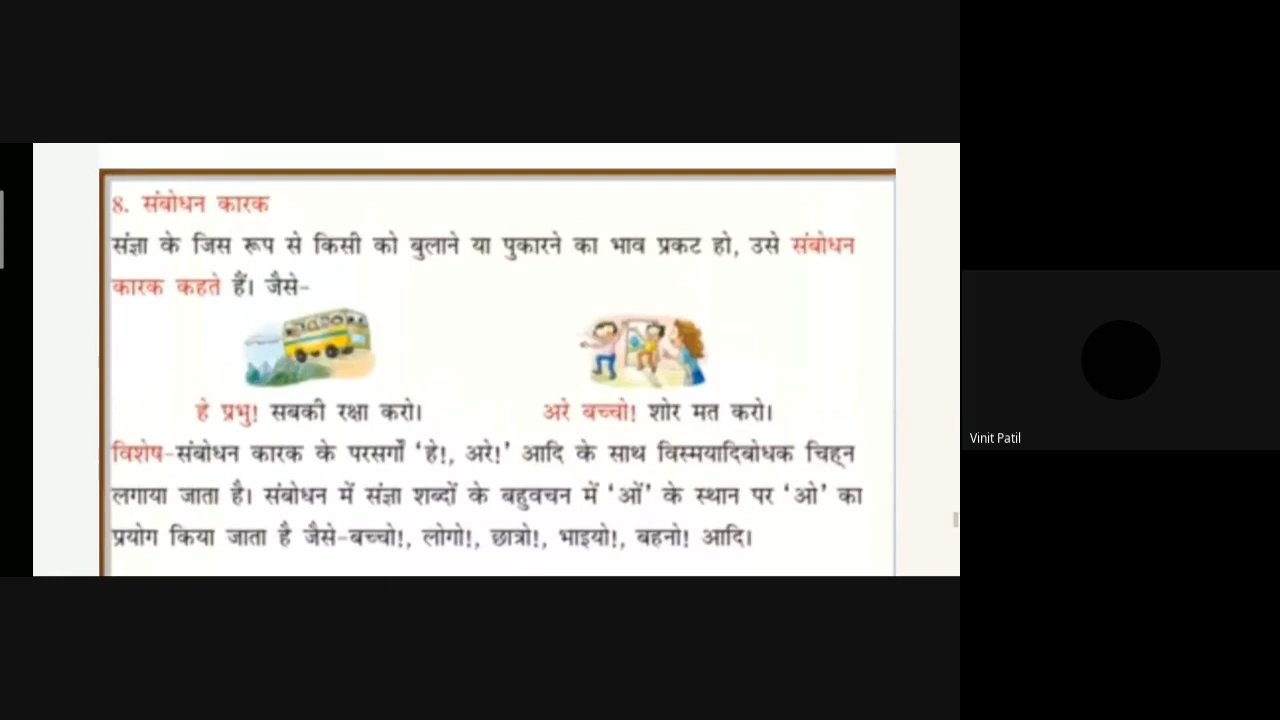 8. संबोधन कारक
संज्ञा के जिस रूप से किसी को बुलाने या पुकारने का भाव प्रकट हो, उसे संबोधन
कारक कहते हैं। जैसे-
हे प्रभु! सबकी रक्षा करो।
अरे बच्चो! शोर मत करो।
विशेष-संबोधन कारक के परसर्गों ‘हे!, अरे!’ आदि के साथ विस्मयादिबोधक चिह्न
लगाया जाता है। संबोधन में संज्ञा शब्दों के बहुवचन में ‘ओं’ के स्थान पर ‘ओ’ का
प्रयोग किया जाता है जैसे-बच्चो!, लोगो!, छात्रो!, भाइयो!, बहनो! आदि।
Vinit Patil